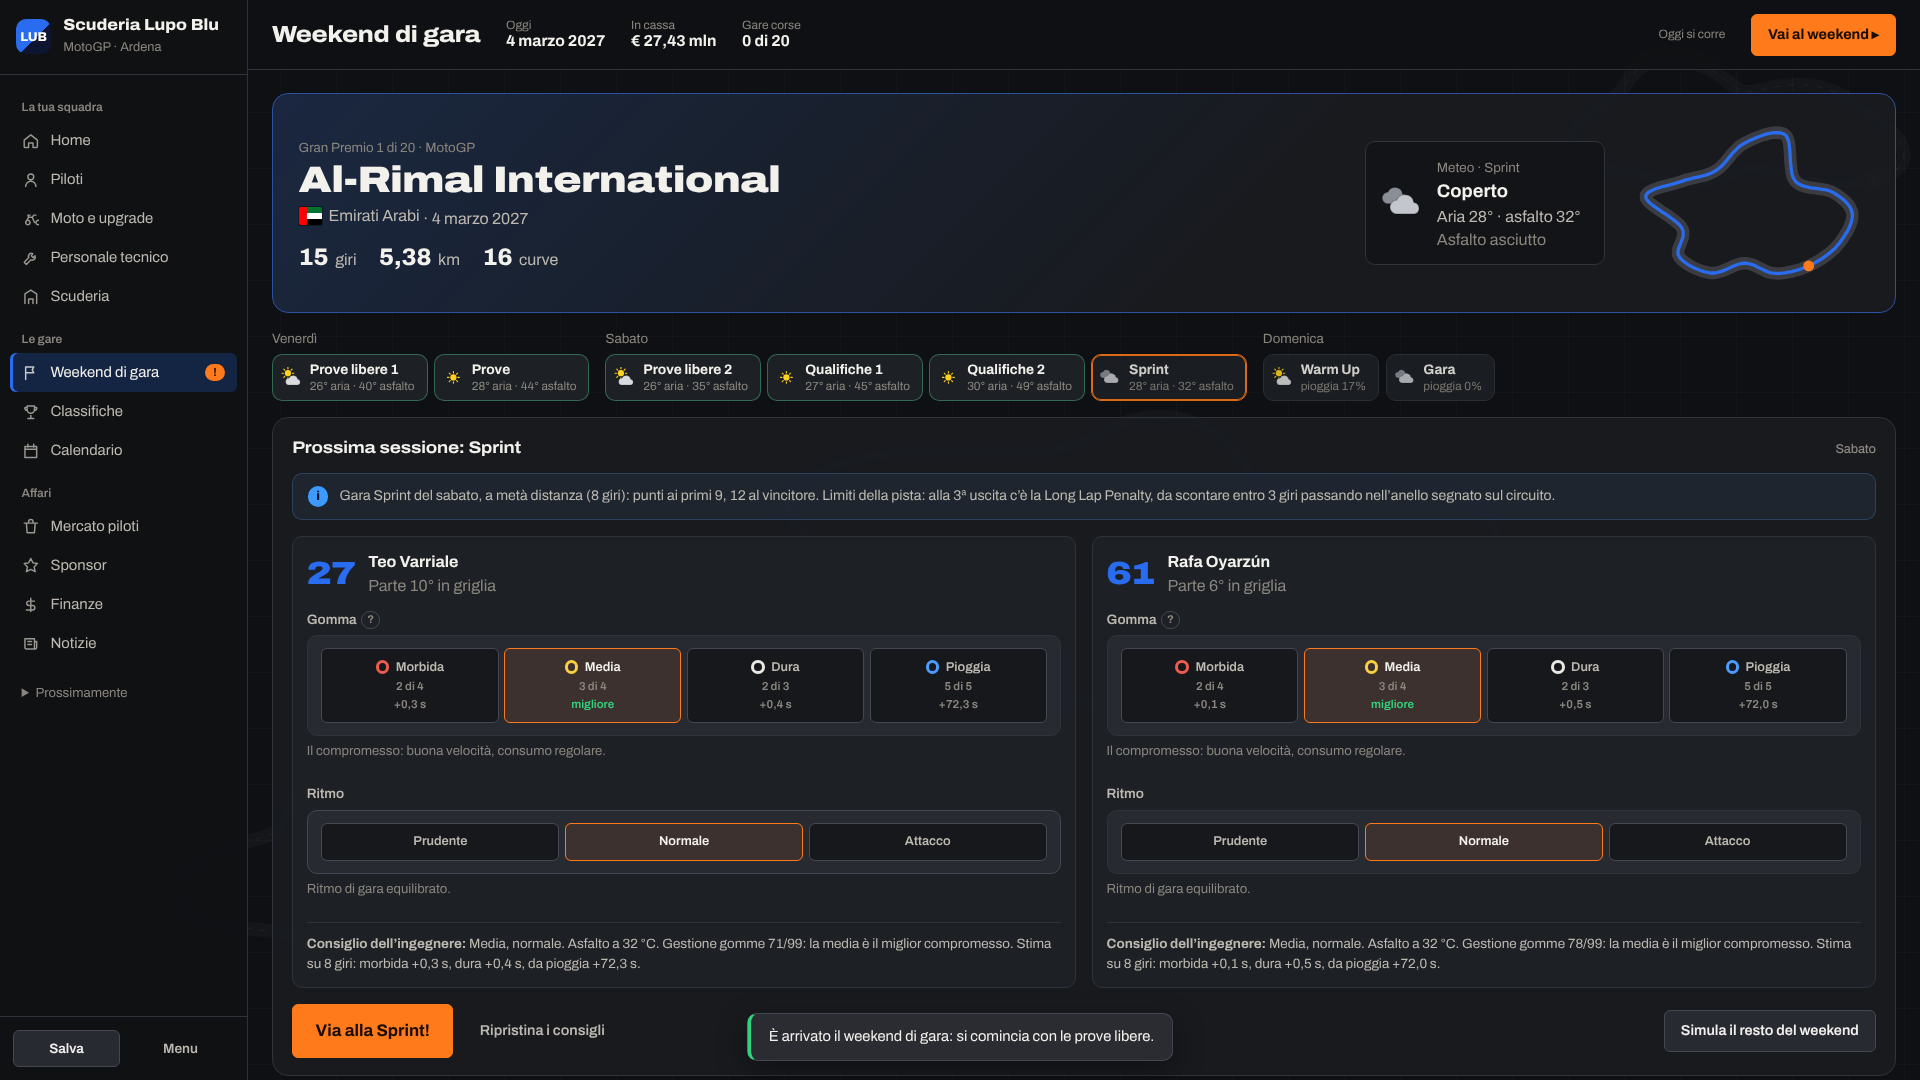 LUB
Scuderia Lupo Blu
MotoGP · Ardena
La tua squadra
Home
Piloti
Moto e upgrade
Personale tecnico
Scuderia
Le gare
Weekend di gara !
Classifiche
Calendario
Affari
Mercato piloti
Sponsor
Finanze
Notizie
Prossimamente
Salva
Menu
Weekend di gara
Oggi
4 marzo 2027
In cassa
€ 27,43 mln
Gare corse
0 di 20
Oggi si corre
Vai al weekend ▸
Gran Premio 1 di 20 · MotoGP
Al-Rimal International
Emirati Arabi · 4 marzo 2027
15 giri 5,38 km 16 curve
Meteo · Sprint
Coperto
Aria 28° · asfalto 32°
Asfalto asciutto
Venerdì
Prove libere 1
26° aria · 40° asfalto
Prove
28° aria · 44° asfalto
Sabato
Prove libere 2
26° aria · 35° asfalto
Qualifiche 1
27° aria · 45° asfalto
Qualifiche 2
30° aria · 49° asfalto
Sprint
28° aria · 32° asfalto
Domenica
Warm Up
pioggia 17%
Gara
pioggia 0%
Prossima sessione: Sprint
Sabato
Gara Sprint del sabato, a metà distanza (8 giri): punti ai primi 9, 12 al vincitore. Limiti della pista: alla 3ª uscita c’è la Long Lap Penalty, da scontare entro 3 giri passando nell’anello segnato sul circuito.
27
Teo Varriale
Parte 10° in griglia
Gomma ?
Morbida
2 di 4
+0,3 s
Media
3 di 4
migliore
Dura
2 di 3
+0,4 s
Pioggia
5 di 5
+72,3 s
Il compromesso: buona velocità, consumo regolare.
Ritmo
Prudente
Normale
Attacco
Ritmo di gara equilibrato.
Consiglio dell’ingegnere: Media, normale. Asfalto a 32 °C. Gestione gomme 71/99: la media è il miglior compromesso. Stima
su 8 giri: morbida +0,3 s, dura +0,4 s, da pioggia +72,3 s.
61
Rafa Oyarzún
Parte 6° in griglia
Gomma ?
Morbida
2 di 4
+0,1 s
Media
3 di 4
migliore
Dura
2 di 3
+0,5 s
Pioggia
5 di 5
+72,0 s
Il compromesso: buona velocità, consumo regolare.
Ritmo
Prudente
Normale
Attacco
Ritmo di gara equilibrato.
Consiglio dell’ingegnere: Media, normale. Asfalto a 32 °C. Gestione gomme 78/99: la media è il miglior compromesso. Stima
su 8 giri: morbida +0,1 s, dura +0,5 s, da pioggia +72,0 s.
Via alla Sprint!
Ripristina i consigli
È arrivato il weekend di gara: si comincia con le prove libere.
Simula il resto del weekend